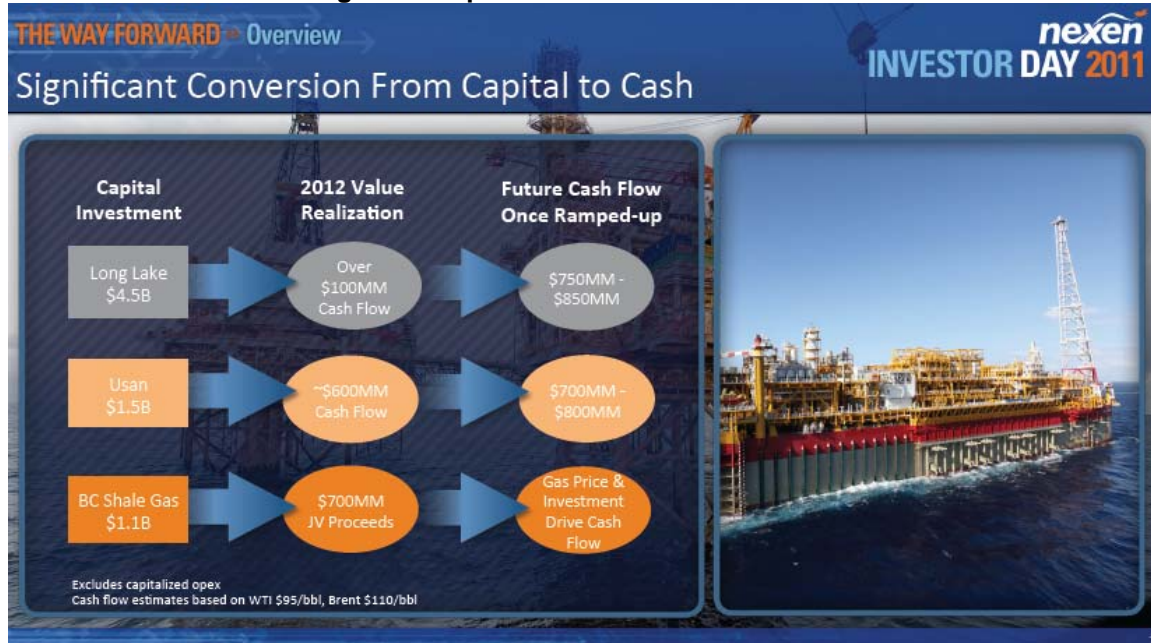 THE WAY FORWARD Overview
nexen
INVESTOR DAY 2011
Significant Conversion From Capital to Cash
Capital
Investment
2012 Value
Realization
Future Cash Flow
Once Ramped-up
Long Lake
$4.5B
Over
$100MM
Cash Flow
$750MM -
$850MM
Usan
$1.5B
~$600MM
Cash Flow
$700MM -
$800MM
BC Shale Gas
$1.1B
$700MM
JV Proceeds
Gas Price &
Investment
Drive Cash
Flow
Excludes capitalized opex
Cash flow estimates based on WTI $95/bbl, Brent $110/bbl